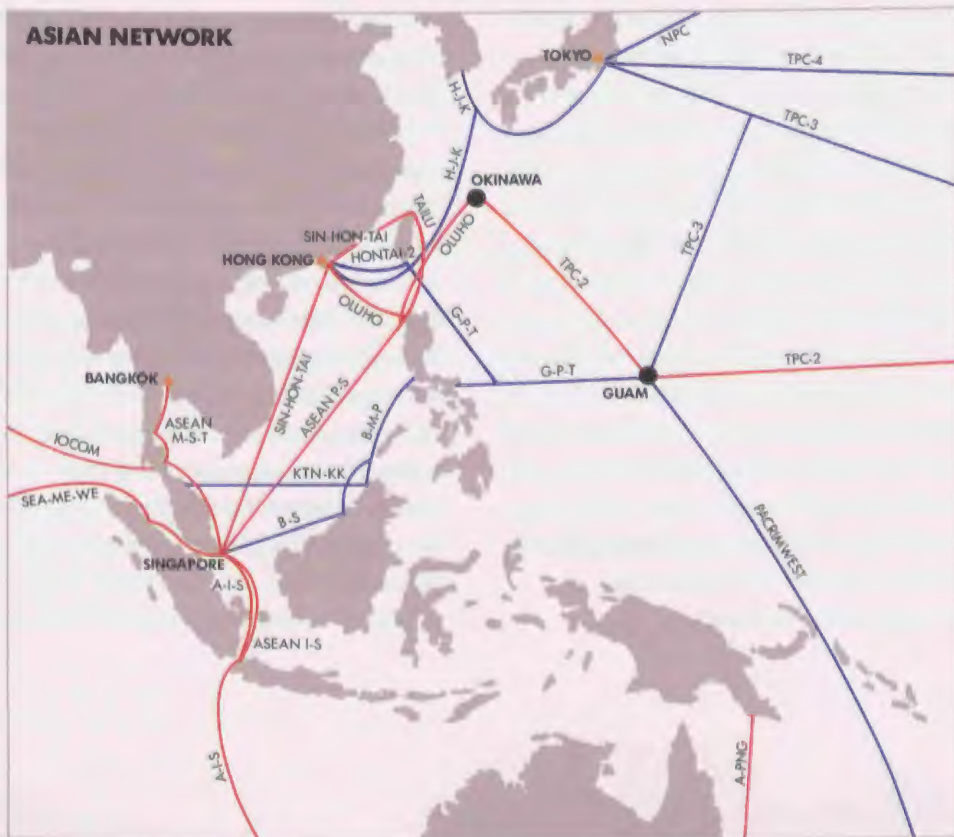 ASIAN NETWORK
TOKYO
NPC
TPC-4
TPC-3
H-J-K
H-J-K
OKINAWA
TAILU
OLUHO
SIN-HON-TAI
HONTAI-2
HONG KONG
TPC-3
TPC-2
OLUHO
G-P-T
G-P-T
TPC-2
GUAM
SIN-HON-TAI
ASEAN P-S
BANGKOK
ASEAN
M-S-T
B-M-P
IOCOM
KTN-KK
SEA-ME-WE
B-S
SINGAPORE
PACRIMWEST
A-I-S
ASEAN I-S
A-I-S
A-PNG